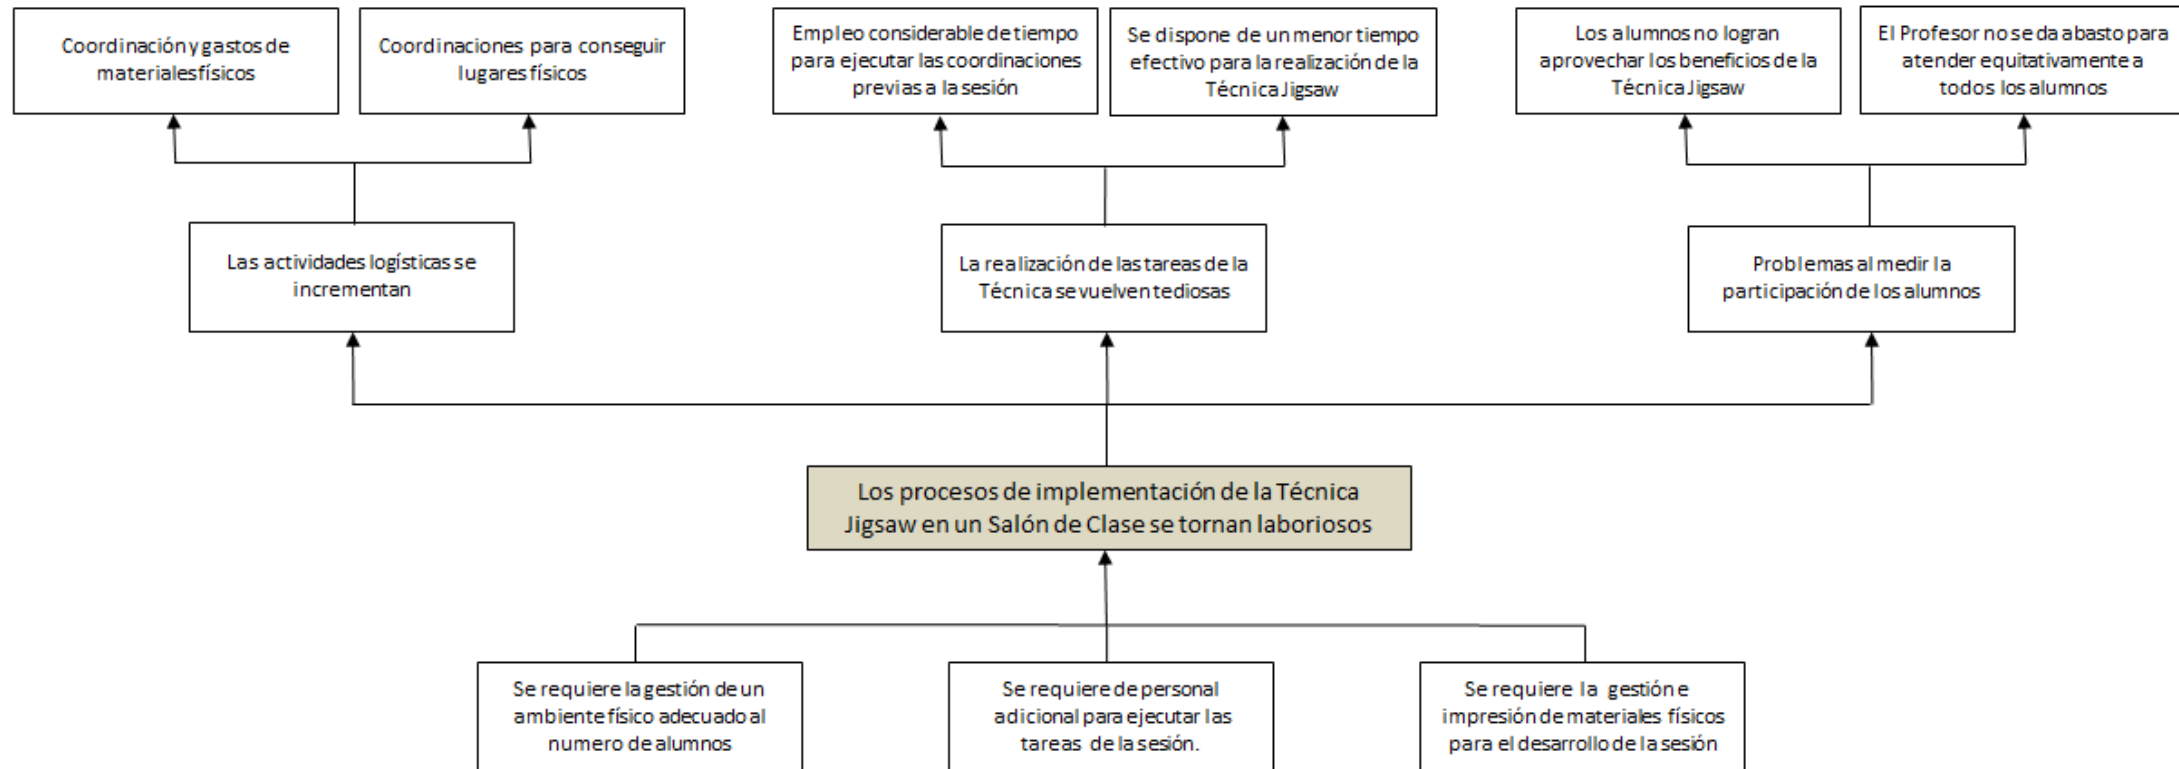 Coordinación y gastos de
materiales físicos
Coordinaciones para conseguir
lugares físicos
Empleo considerable de tiempo
para ejecutar las coordinaciones
previas a la sesión
Se dispone de un menor tiempo
efectivo para la realización de la
Técnica Jigsaw
Los alumnos no logran
aprovechar los beneficios de la
Técnica Jigsaw
El Profesor no se da abasto para
atender equitativamente a
todos los alumnos
Las actividades logísticas se
incrementan
La realización de las tareas de la
Técnica se vuelven tediosas
Problemas al medir la
participación de los alumnos
Los procesos de implementación de la Técnica
Jigsaw en un Salón de Clase se tornan laboriosos
Se requiere la gestión de un
ambiente físico adecuado al
numero de alumnos
Se requiere de personal
adicional para ejecutar las
tareas de la sesión.
Se requiere la gestión e
impresión de materiales físicos
para el desarrollo de la sesión